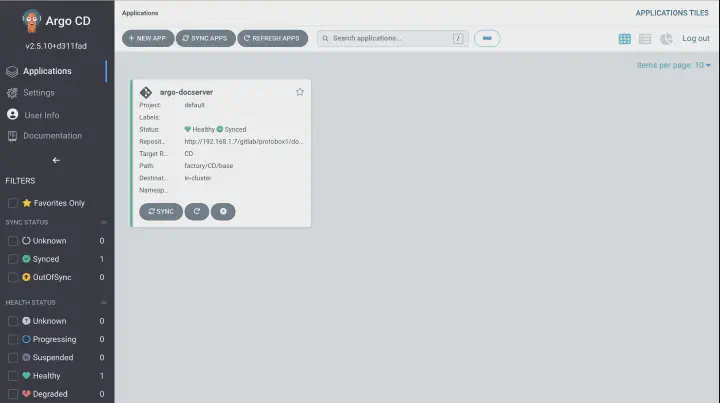 Argo CD
v2.5.10+d311fad
Applications
Settings
User Info
Documentation
FILTERS
Favorites Only
SYNC STATUS
Unknown 0
Synced 1
OutOfSync 0
HEALTH STATUS
Unknown 0
Progressing 0
Suspended 0
Healthy 1
Degraded 0
Applications
APPLICATIONS TILES
+ NEW APP
SYNC APPS
REFRESH APPS
Search applications...
/
Log out
Items per page: 10
argo-docserver
Project: default
Labels:
Status: Healthy Synced
Reposit... http://192.168.1.7/gitlab/protobox1/do...
Target R... CD
Path: factory/CD/base
Destinat... in-cluster
Namesp...
SYNC